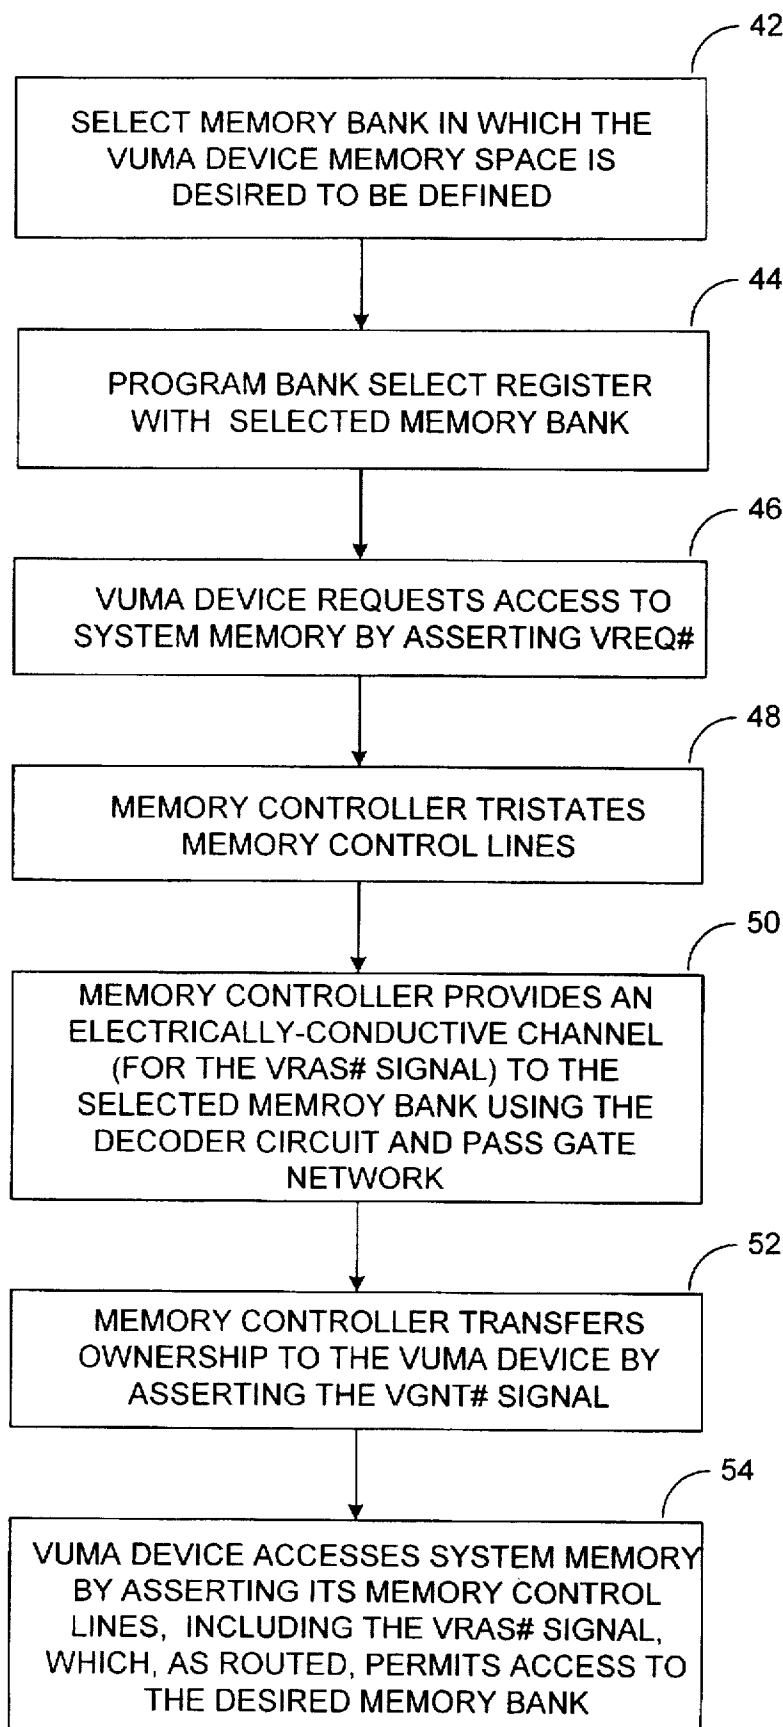 42
SELECT MEMORY BANK IN WHICH THE
VUMA DEVICE MEMORY SPACE IS
DESIRED TO BE DEFINED
44
PROGRAM BANK SELECT REGISTER
WITH SELECTED MEMORY BANK
46
VUMA DEVICE REQUESTS ACCESS TO
SYSTEM MEMORY BY ASSERTING VREQ#
48
MEMORY CONTROLLER TRISTATES
MEMORY CONTROL LINES
50
MEMORY CONTROLLER PROVIDES AN
ELECTRICALLY-CONDUCTIVE CHANNEL
(FOR THE VRAS# SIGNAL) TO THE
SELECTED MEMROY BANK USING THE
DECODER CIRCUIT AND PASS GATE
NETWORK
52
MEMORY CONTROLLER TRANSFERS
OWNERSHIP TO THE VUMA DEVICE BY
ASSERTING THE VGNT# SIGNAL
54
VUMA DEVICE ACCESSES SYSTEM MEMORY
BY ASSERTING ITS MEMORY CONTROL
LINES, INCLUDING THE VRAS# SIGNAL,
WHICH, AS ROUTED, PERMITS ACCESS TO
THE DESIRED MEMORY BANK